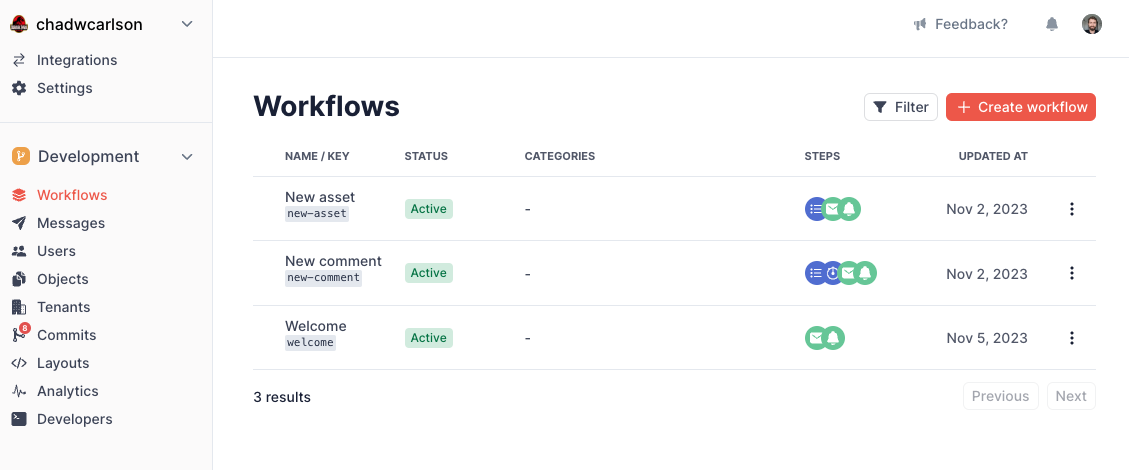 chadwcarlson
Integrations
Settings
Development
Workflows
Messages
Users
Objects
Tenants
8
Commits
Layouts
Analytics
Developers
Feedback?
Workflows
Filter
Create workflow
NAME / KEY STATUS CATEGORIES STEPS UPDATED AT
New asset
new-asset
Active - Nov 2, 2023
New comment
new-comment
Active - Nov 2, 2023
Welcome
welcome
Active - Nov 5, 2023
3 results
Previous Next